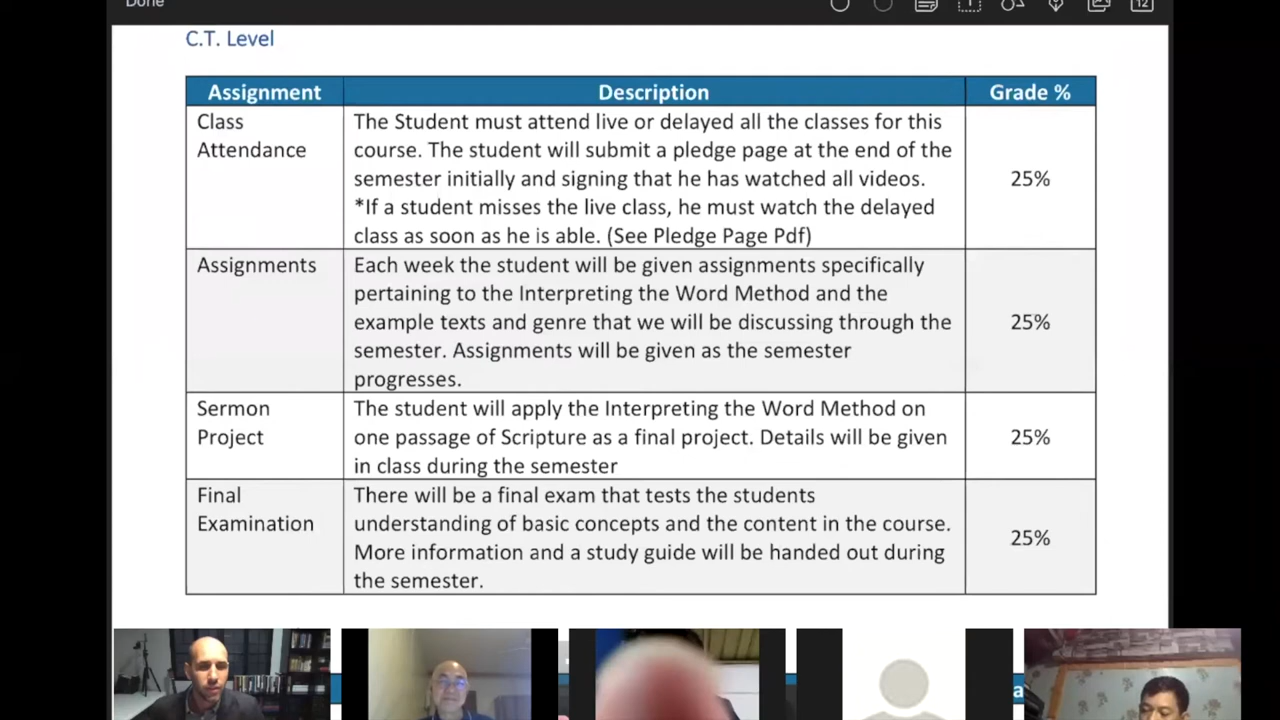 Done
12
C.T. Level
Assignment Description Grade %
Class
Attendance
The Student must attend live or delayed all the classes for this
course. The student will submit a pledge page at the end of the
semester initially and signing that he has watched all videos.
*If a student misses the live class, he must watch the delayed
class as soon as he is able. (See Pledge Page Pdf)
25%
Assignments
Each week the student will be given assignments specifically
pertaining to the Interpreting the Word Method and the
example texts and genre that we will be discussing through the
semester. Assignments will be given as the semester
progresses.
25%
Sermon
Project
The student will apply the Interpreting the Word Method on
one passage of Scripture as a final project. Details will be given
in class during the semester
25%
Final
Examination
There will be a final exam that tests the students
understanding of basic concepts and the content in the course.
More information and a study guide will be handed out during
the semester.
25%